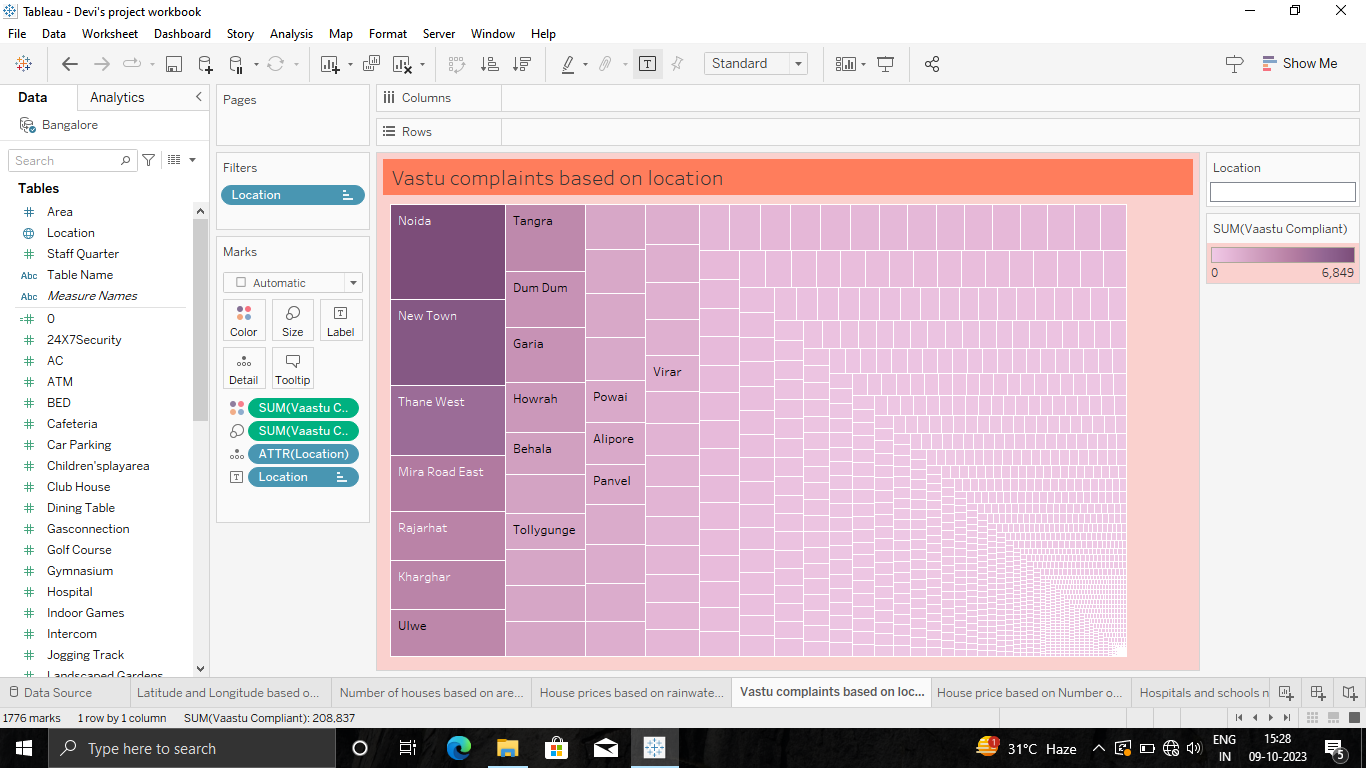 Tableau - Devi's project workbook
File Data Worksheet Dashboard Story Analysis Map Format Server Window Help
Standard
Show Me
Data Analytics
Bangalore
Search
Tables
Area
Location
Staff Quarter
Abc Table Name
Abc Measure Names
0
24X7Security
AC
ATM
BED
Cafeteria
Car Parking
Children'splayarea
Club House
Dining Table
Gasconnection
Golf Course
Gymnasium
Hospital
Indoor Games
Intercom
Jogging Track
Landscaped Gardens
Pages
Filters
Location
Marks
Automatic
Color Size Label
Detail Tooltip
SUM(Vaastu C..
SUM(Vaastu C..
ATTR(Location)
Location
Columns
Rows
Vastu complaints based on location
Noida
New Town
Thane West
Mira Road East
Rajarhat
Kharghar
Ulwe
Tangra
Dum Dum
Garia
Howrah
Behala
Tollygunge
Powai
Alipore
Panvel
Virar
Location
SUM(Vaastu Compliant)
0 6,849
Data Source
Latitude and Longitude based o...
Number of houses based on are...
House prices based on rainwate...
Vastu complaints based on loc...
House price based on Number o...
Hospitals and schools n
1776 marks 1 row by 1 column SUM(Vaastu Compliant): 208,837
Type here to search
1
31°C Haze
ENG
IN
15:28
09-10-2023
5